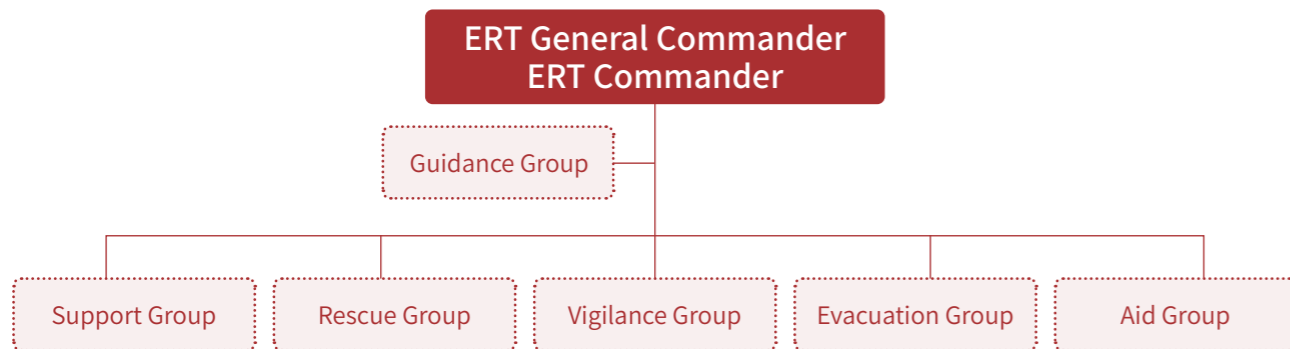 ERT General Commander
ERT Commander
Guidance Group
Support Group
Rescue Group
Vigilance Group
Evacuation Group
Aid Group